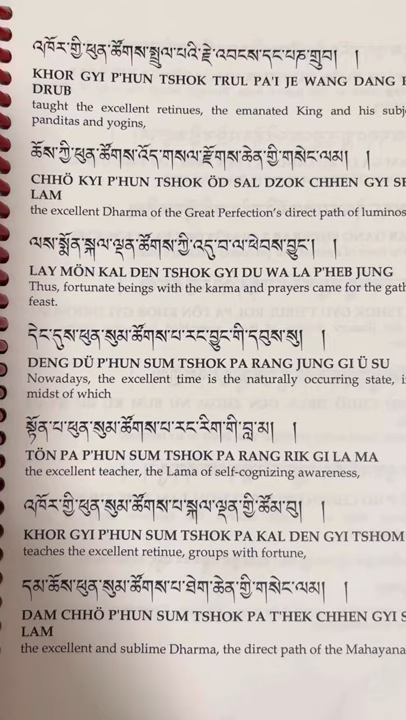 འཁོར་གྱི་ཕུན་ཚོགས་སྤྲུལ་པའི་རྗེ་འབངས་དང་པཎ་གྲུབ། །
KHOR GYI P'HUN TSHOK TRUL PA'I JE WANG DANG
DRUB
taught the excellent retinues, the emanated King and his
panditas and yogins,
ཆོས་ཀྱི་ཕུན་ཚོགས་འོད་གསལ་རྫོགས་ཆེན་གྱི་གསེང་ལམ། །
CHHÖ KYI P'HUN TSHOK ÖD SAL DZOK CHHEN GYI
LAM
the excellent Dharma of the Great Perfection's direct path of
ལས་སྨོན་སྐལ་ལྡན་ཚོགས་ཀྱི་འདུ་བ་ལ་ཕེབས་བྱུང་། །
LAY MÖN KAL DEN TSHOK GYI DU WA LA P'HEB JUNG
Thus, fortunate beings with the karma and prayers came for the
feast.
དེང་དུས་ཕུན་སུམ་ཚོགས་པ་རང་བྱུང་གི་དབུས་སུ། །
DENG DÜ P'HUN SUM TSHOK PA RANG JUNG GI Ü SU
Nowadays, the excellent time is the naturally occurring state,
midst of which
སྟོན་པ་ཕུན་སུམ་ཚོགས་པ་རང་རིག་གི་བླ་མ། །
TÖN PA P'HUN SUM TSHOK PA RANG RIK GI LA MA
the excellent teacher, the Lama of self-cognizing awareness,
འཁོར་གྱི་ཕུན་སུམ་ཚོགས་པ་སྐལ་ལྡན་གྱི་ཚོམ་བུ། །
KHOR GYI P'HUN SUM TSHOK PA KAL DEN GYI TSHOM
teaches the excellent retinue, groups with fortune,
དམ་ཆོས་ཕུན་སུམ་ཚོགས་པ་ཐེག་ཆེན་གྱི་གསེང་ལམ། །
DAM CHHÖ P'HUN SUM TSHOK PA T'HEK CHHEN GYI
LAM
the excellent and sublime Dharma, the direct path of the Mahayana